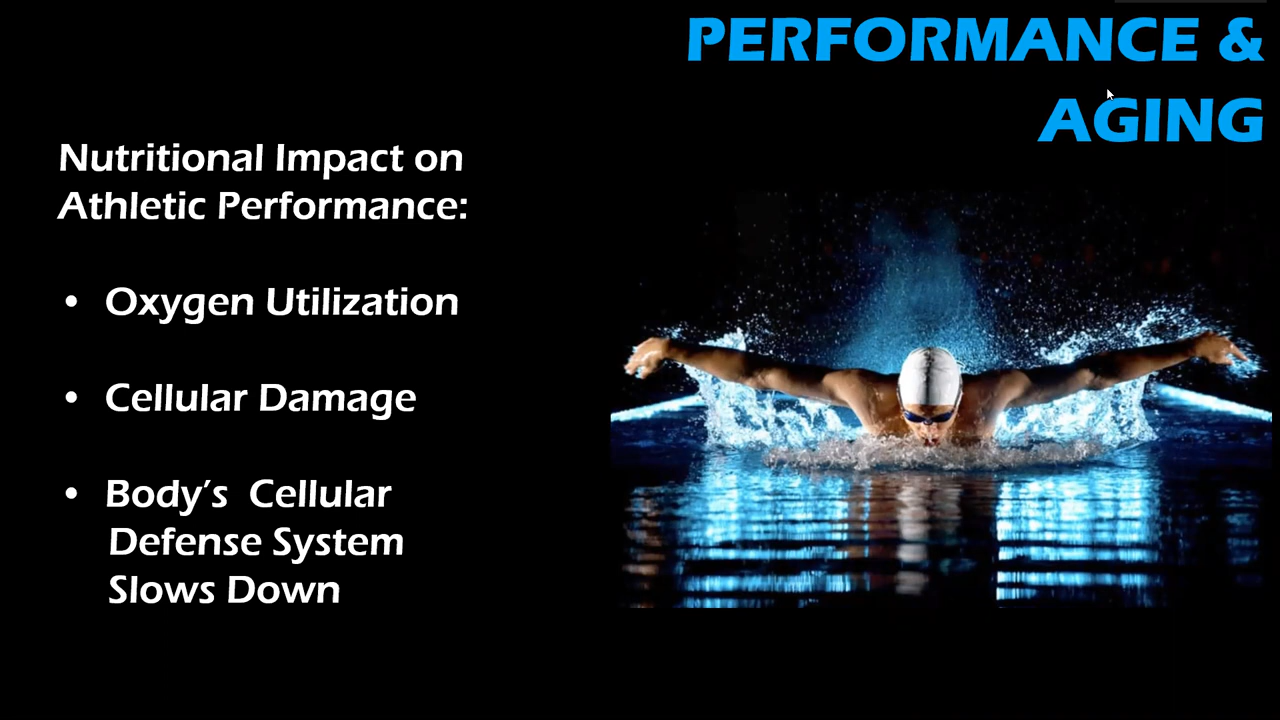 PERFORMANCE &
AGING
Nutritional Impact on
Athletic Performance:
• Oxygen Utilization
• Cellular Damage
• Body’s  Cellular
Defense System
Slows Down